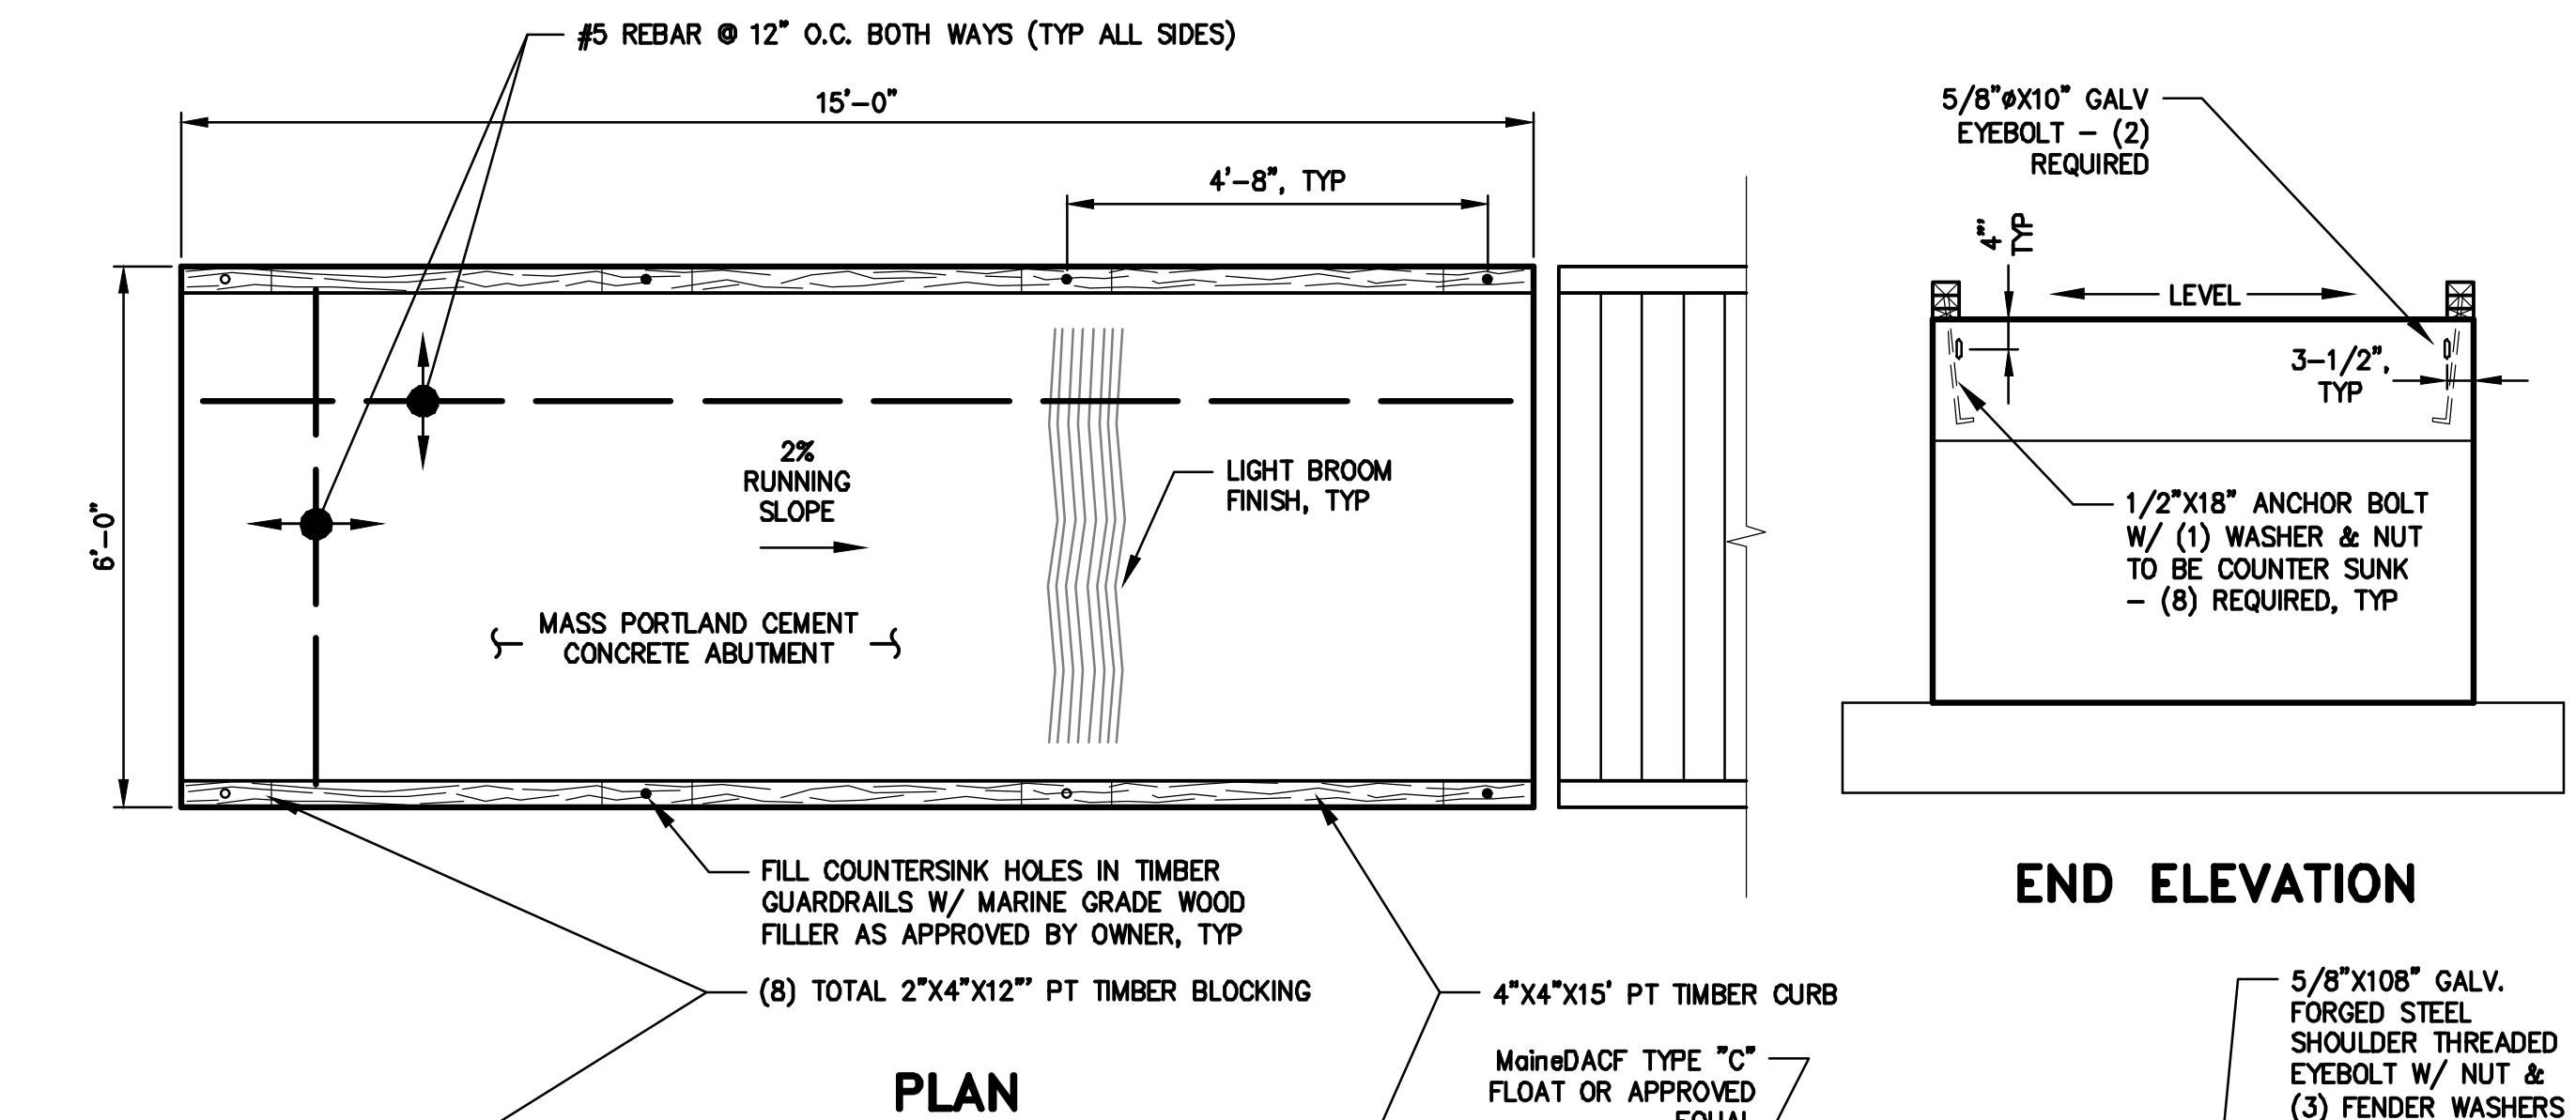 #5 REBAR @ 12" O.C. BOTH WAYS (TYP ALL SIDES)
15'-0"
4'-8", TYP
6'-0"
2%
RUNNING
SLOPE
LIGHT BROOM
FINISH, TYP
MASS PORTLAND CEMENT
CONCRETE ABUTMENT
FILL COUNTERSINK HOLES IN TIMBER
GUARDRAILS W/ MARINE GRADE WOOD
FILLER AS APPROVED BY OWNER, TYP
(8) TOTAL 2"X4"X12"' PT TIMBER BLOCKING
4"X4"X15' PT TIMBER CURB
PLAN
MaineDACF TYPE "C"
FLOAT OR APPROVED
EQUAL
5/8"øX10" GALV
EYEBOLT - (2)
REQUIRED
4"
TYP
LEVEL
3-1/2",
TYP
1/2"X18" ANCHOR BOLT
W/ (1) WASHER & NUT
TO BE COUNTER SUNK
- (8) REQUIRED, TYP
END ELEVATION
5/8"X108" GALV.
FORGED STEEL
SHOULDER THREADED
EYEBOLT W/ NUT &
(3) FENDER WASHERS